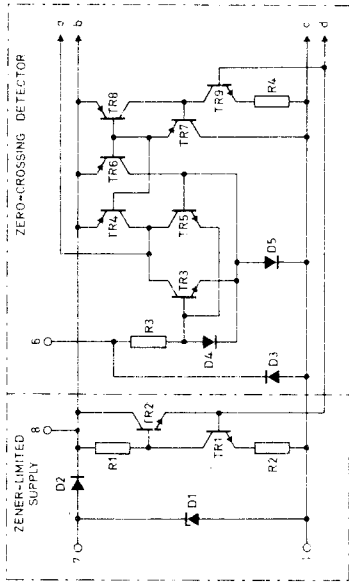 ZENER-LIMITED
SUPPLY
ZERO-CROSSING DETECTOR
7
8
6
a
b
D2
R1
TR2
R3
TR4
TR6
TR8
TR3
TR5
TR7
D1
TR1
D4
TR9
R2
D3
D5
R4
1
c
d